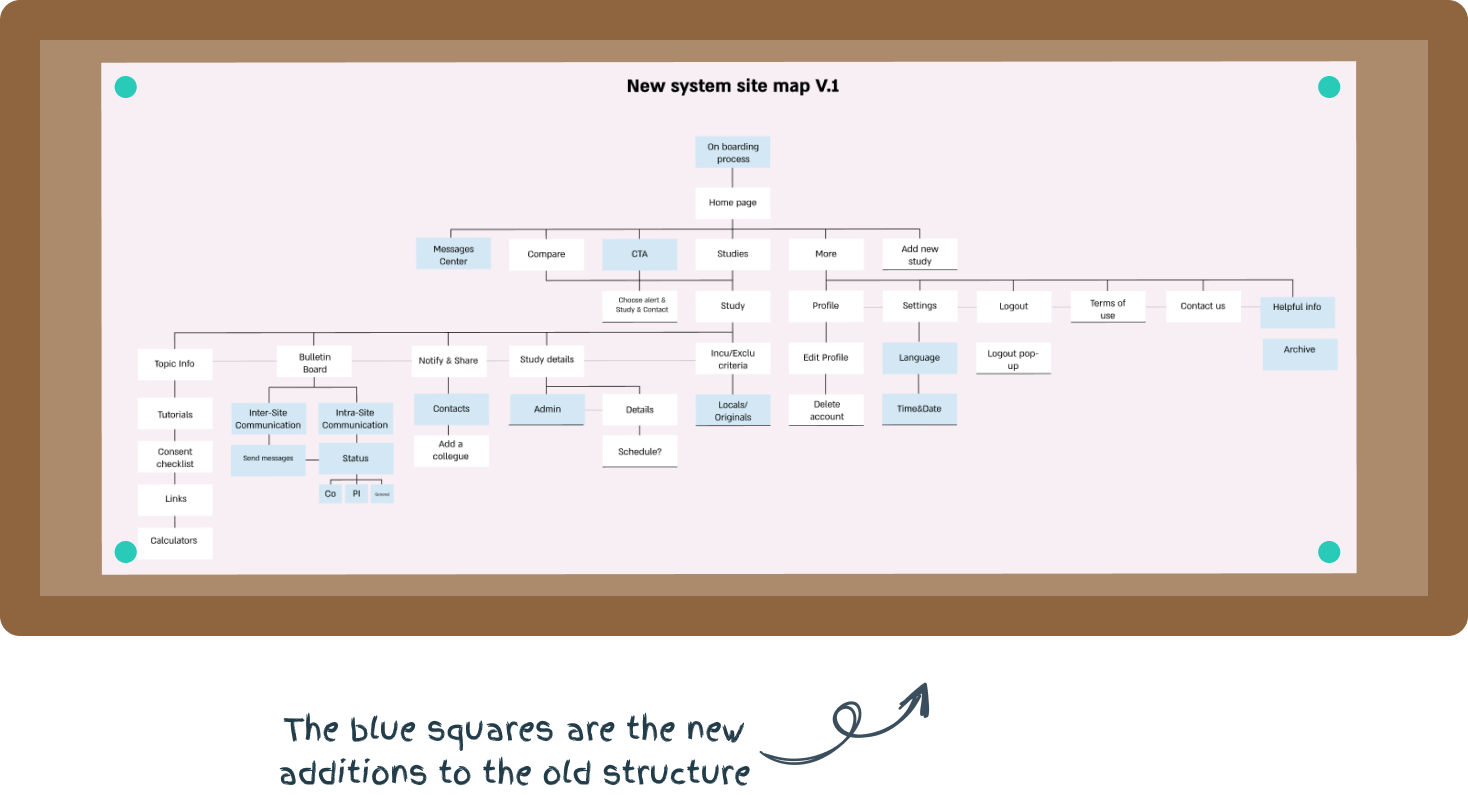 New system site map V.1
On boarding
process
Home page
Messages
Center
Compare
CTA
Studies
More
Add new
study
Choose alert &
Study & Contact
Study
Profile
Settings
Logout
Terms of
use
Contact us
Helpful info
Topic Info
Bulletin
Board
Notify & Share
Study details
Incu/Exclu
criteria
Edit Profile
Language
Logout pop-
up
Archive
Tutorials
Inter-Site
Communication
Intra-Site
Communication
Contacts
Admin
Details
Locals/
Originals
Delete
account
Time&Date
Consent
checklist
Send messages
Status
Add a
collegue
Schedule?
Links
Co
PI
General
Calculators
The blue squares are the new
additions to the old structure